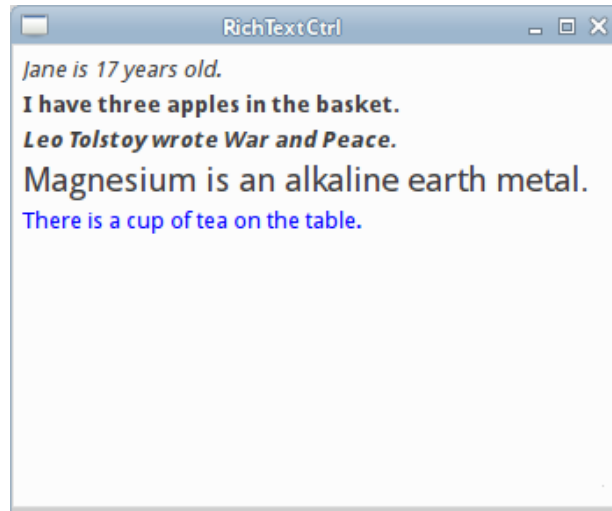 RichTextCtrl
Jane is 17 years old.
I have three apples in the basket.
Leo Tolstoy wrote War and Peace.
Magnesium is an alkaline earth metal.
There is a cup of tea on the table.